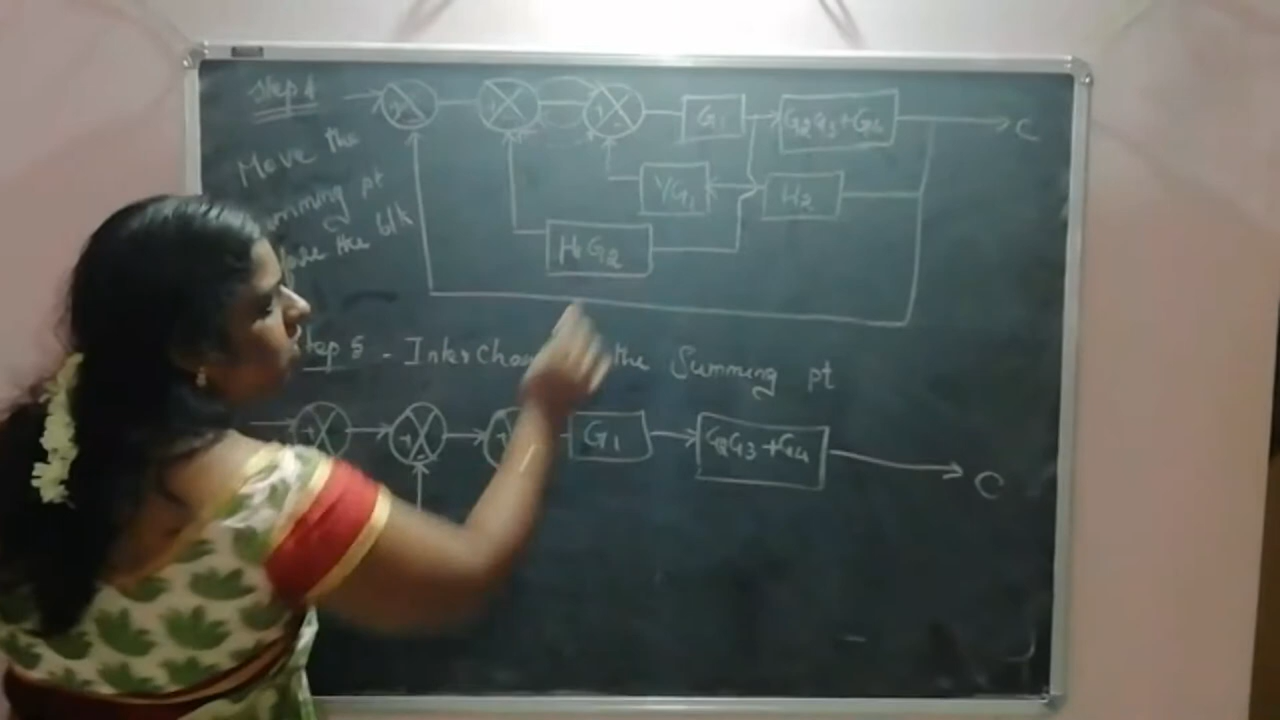 Step 4
Move the
Summing pt
the blk
+ - + - + G1 G2G3+G4 C
1/G1 H2
H1G2
Step 5 - Interchan the Summing pt
+ + - + G1 G2G3+G4 C